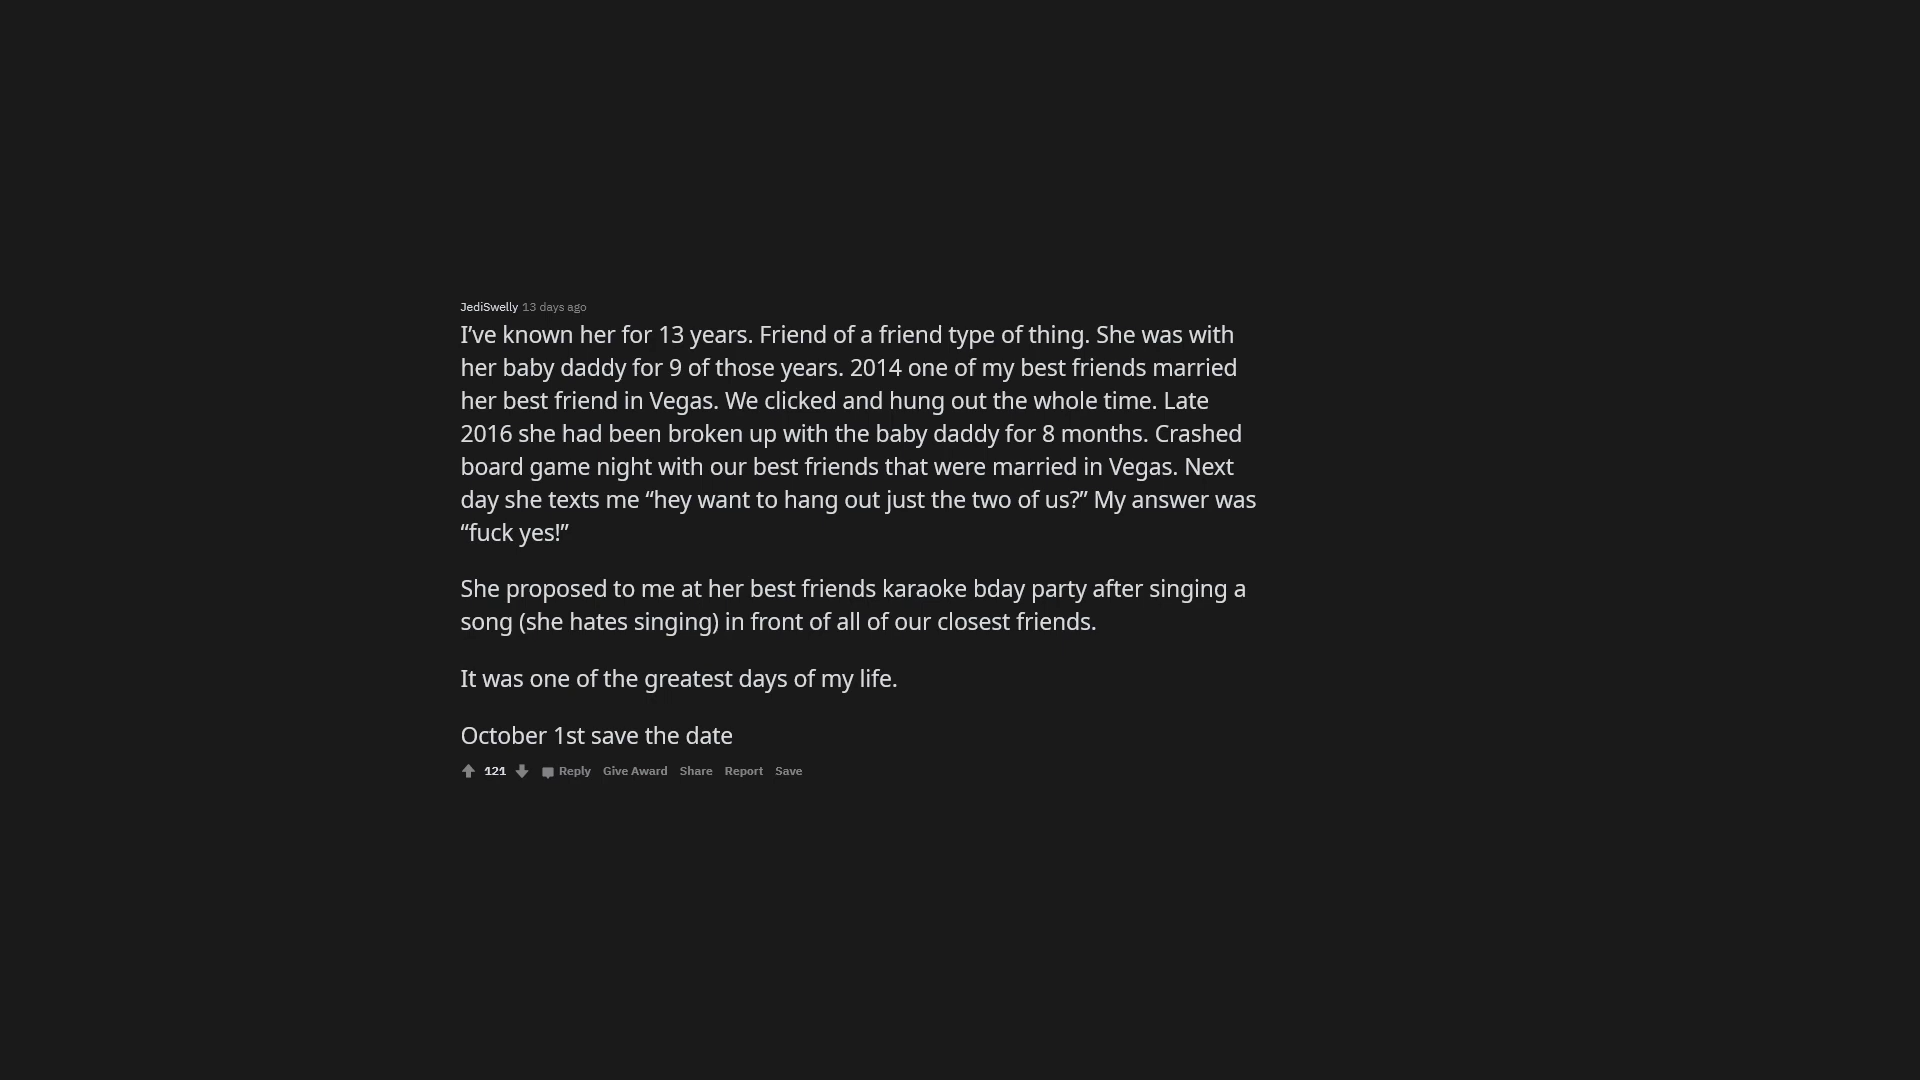 JediSwelly 13 days ago
I’ve known her for 13 years. Friend of a friend type of thing. She was with
her baby daddy for 9 of those years. 2014 one of my best friends married
her best friend in Vegas. We clicked and hung out the whole time. Late
2016 she had been broken up with the baby daddy for 8 months. Crashed
board game night with our best friends that were married in Vegas. Next
day she texts me “hey want to hang out just the two of us?” My answer was
“fuck yes!”
She proposed to me at her best friends karaoke bday party after singing a
song (she hates singing) in front of all of our closest friends.
It was one of the greatest days of my life.
October 1st save the date
121 Reply Give Award Share Report Save